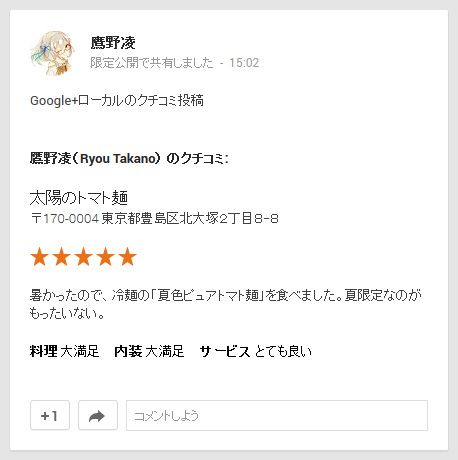 鷹野凌
限定公開で共有しました - 15:02
Google+ローカルのクチコミ投稿
鷹野凌（Ryou Takano） のクチコミ：
太陽のトマト麺
〒170-0004 東京都豊島区北大塚２丁目８−８
★★★★★
暑かったので、冷麺の「夏色ピュアトマト麺」を食べました。夏限定なのが
もったいない。
料理 大満足 内装 大満足 サービス とても良い
+1 コメントしよう